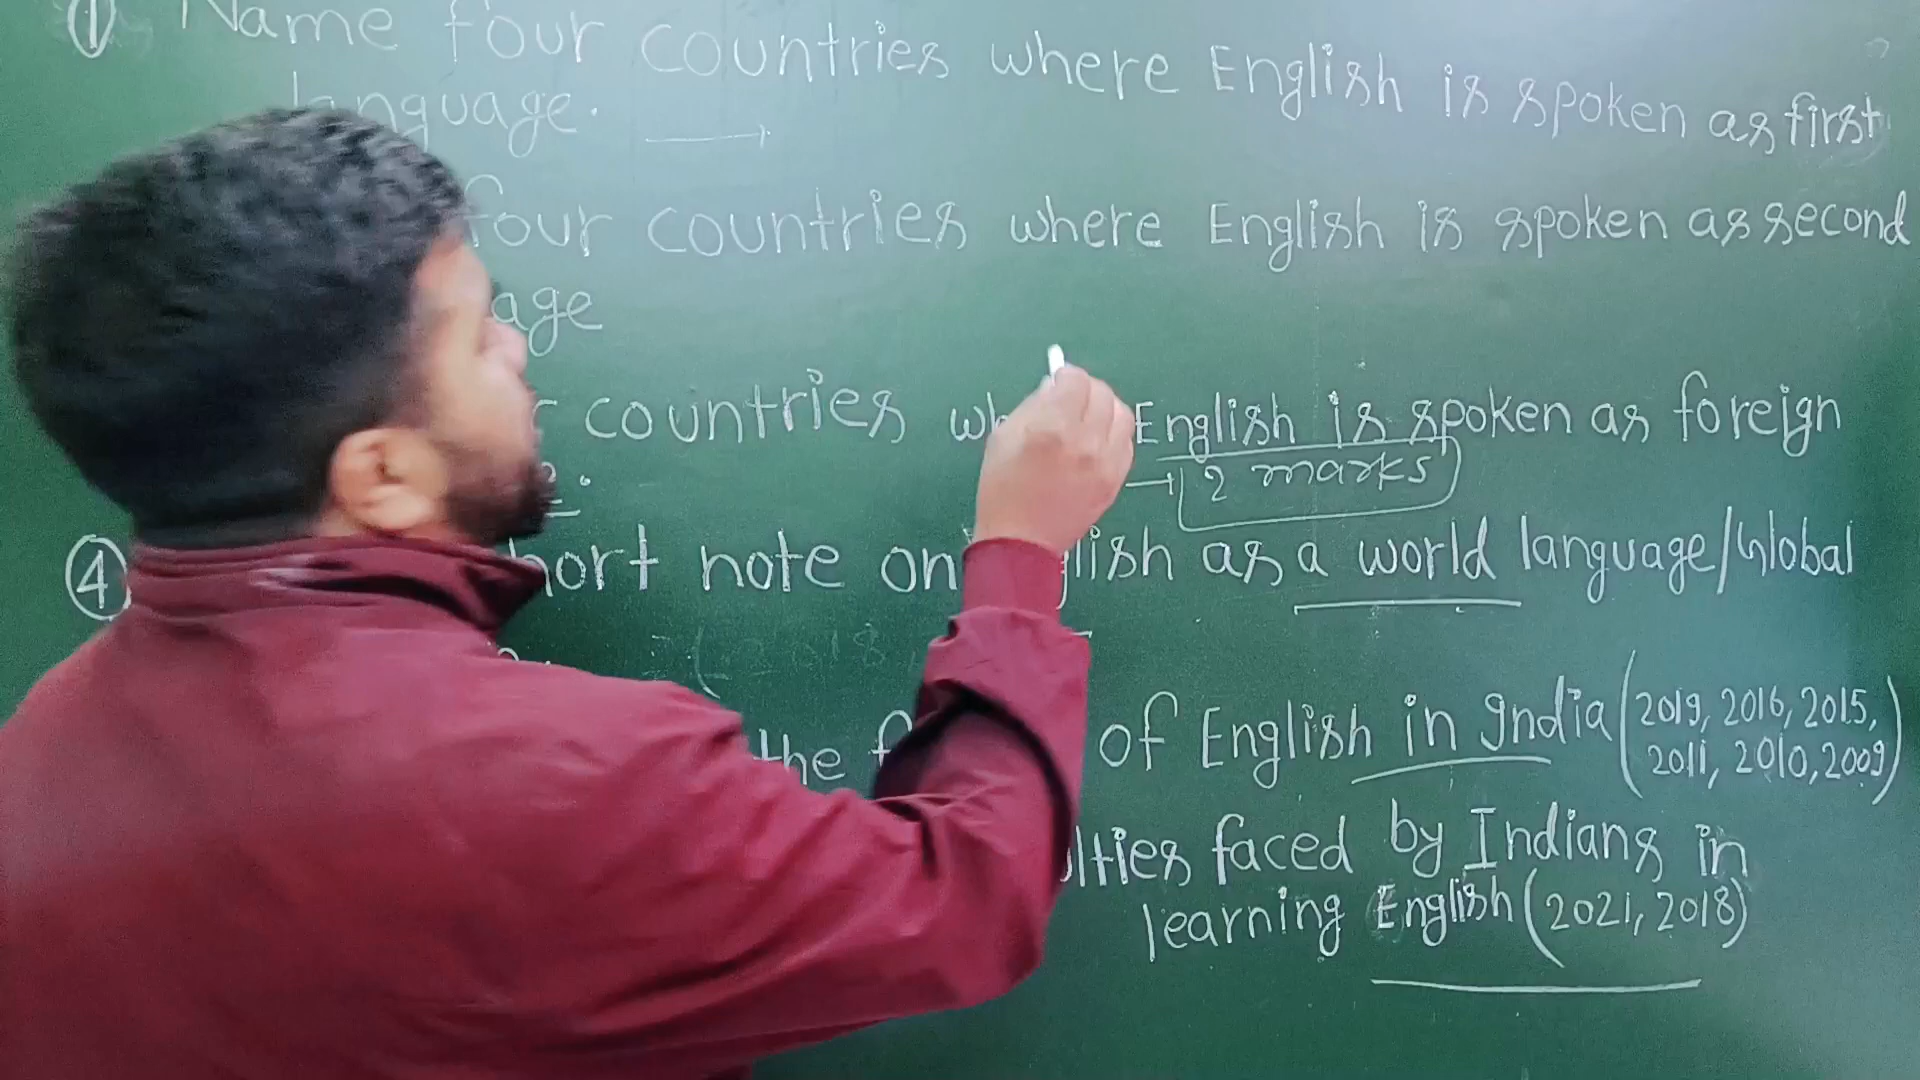 ① Name four countries where English is spoken as first
language. →
four countries where English is spoken as second
age
countries English is spoken as foreign
→ 2 marks
④ hort note on lish as a world language/Global
the of English in India (2019, 2016, 2015,
2011, 2010, 2009)
lties faced by Indians in
learning English (2021, 2018)